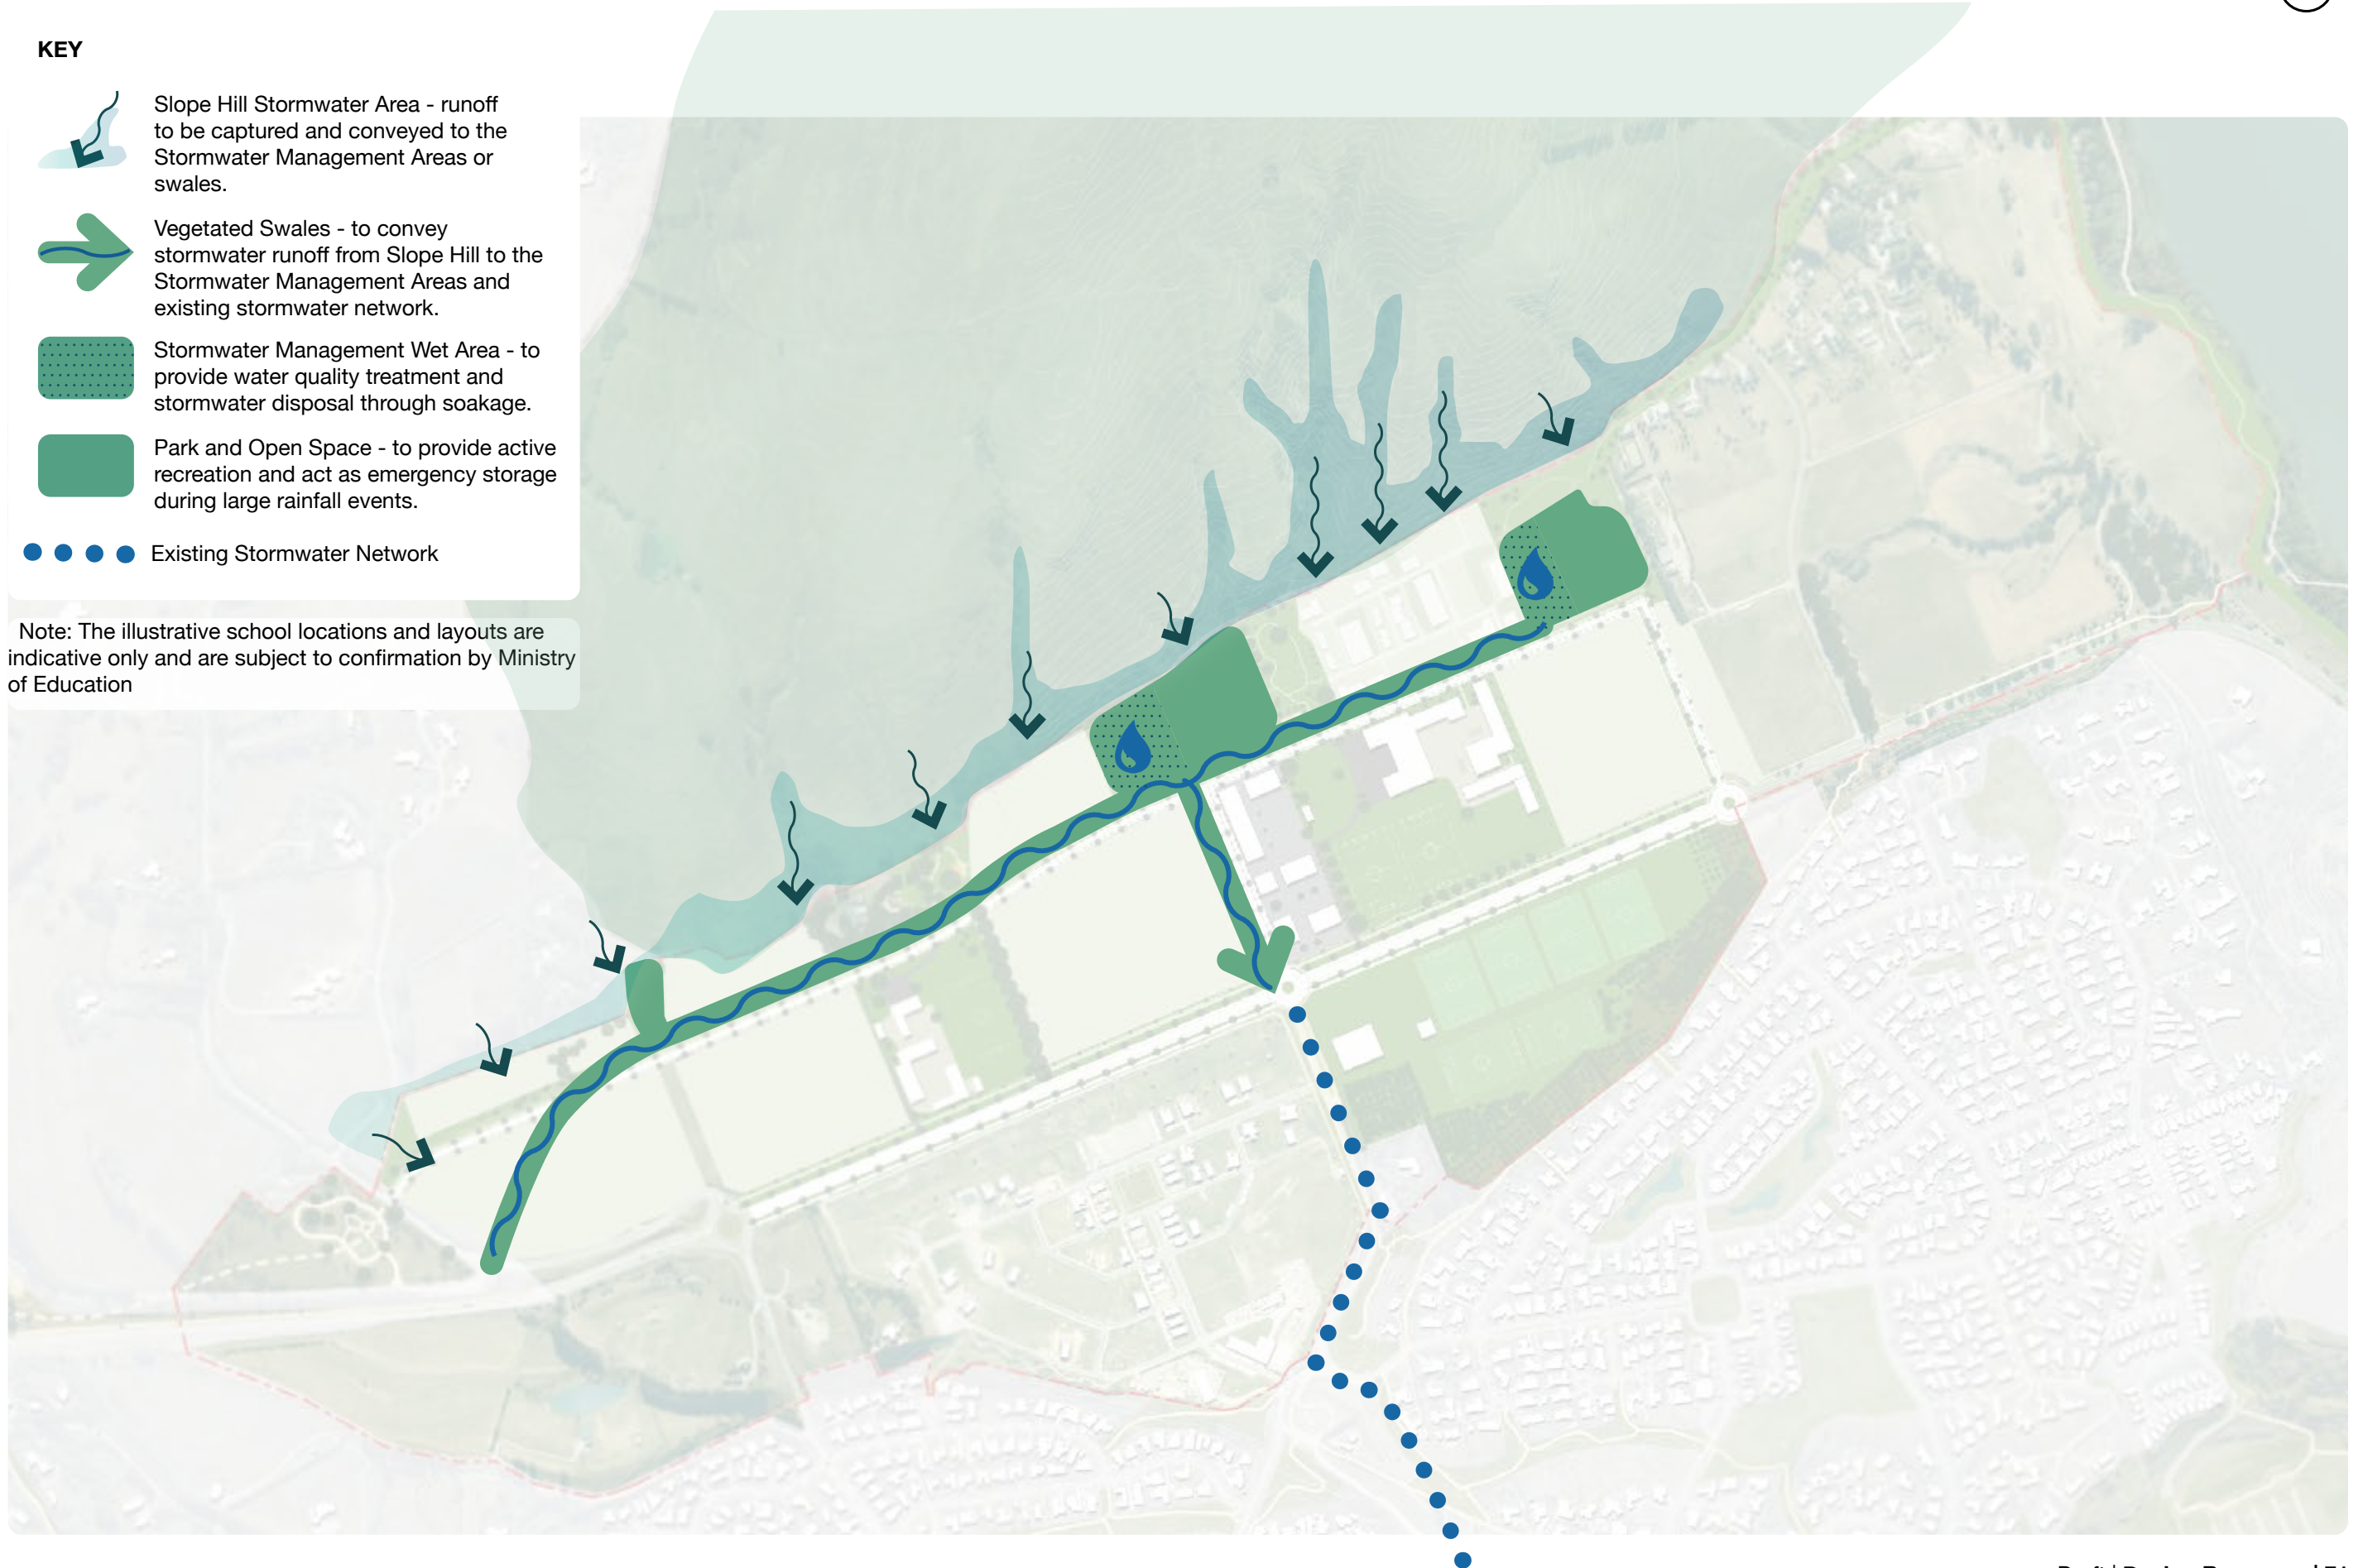 KEY
Slope Hill Stormwater Area - runoff
to be captured and conveyed to the
Stormwater Management Areas or
swales.
Vegetated Swales - to convey
stormwater runoff from Slope Hill to the
Stormwater Management Areas and
existing stormwater network.
Stormwater Management Wet Area - to
provide water quality treatment and
stormwater disposal through soakage.
Park and Open Space - to provide active
recreation and act as emergency storage
during large rainfall events.
Existing Stormwater Network
Note: The illustrative school locations and layouts are
indicative only and are subject to confirmation by Ministry
of Education